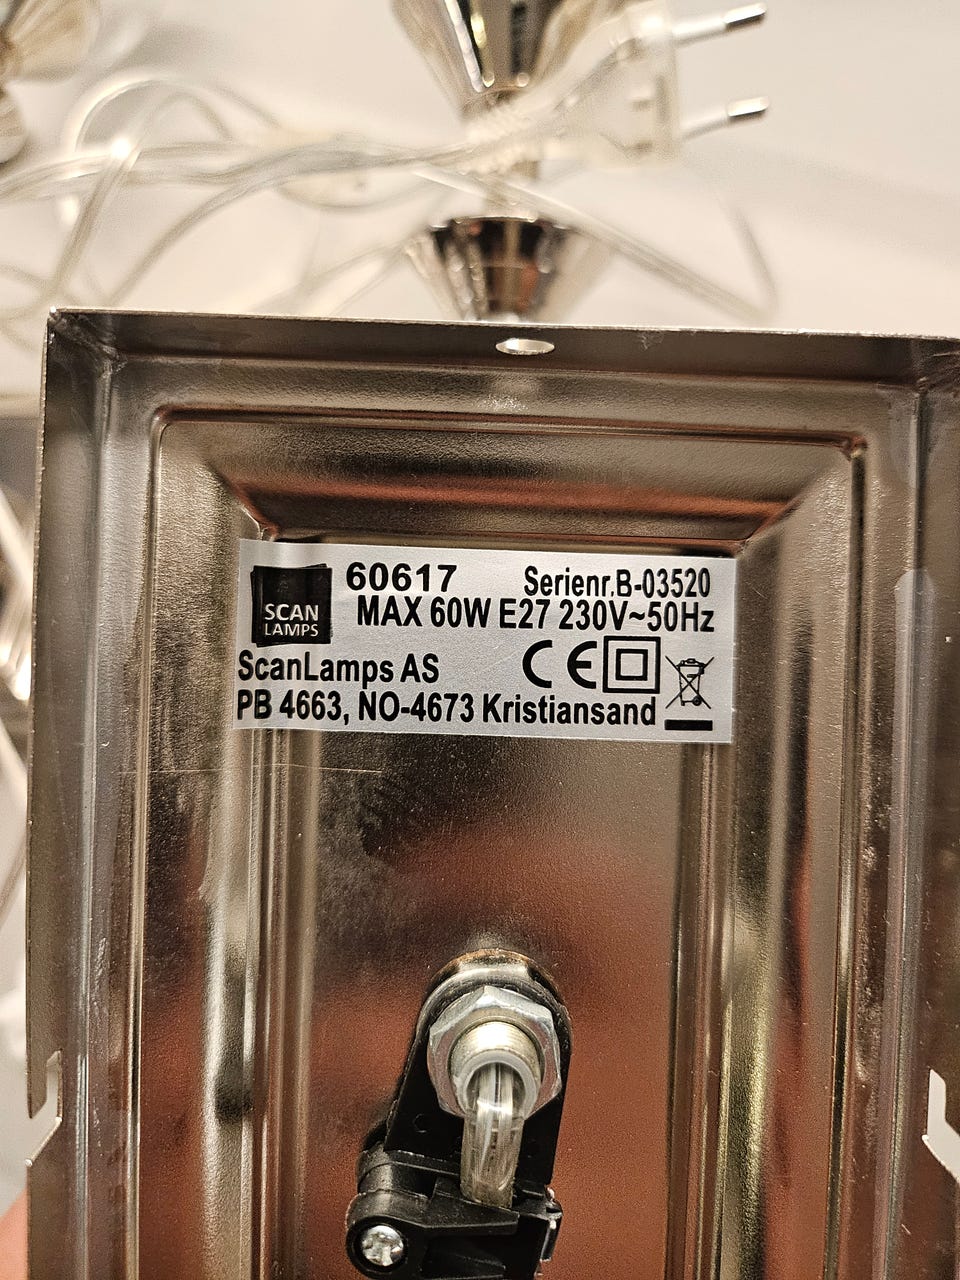 SCAN
LAMPS
60617 Serienr.B-03520
MAX 60W E27 230V~50Hz
ScanLamps AS CE
PB 4663, NO-4673 Kristiansand